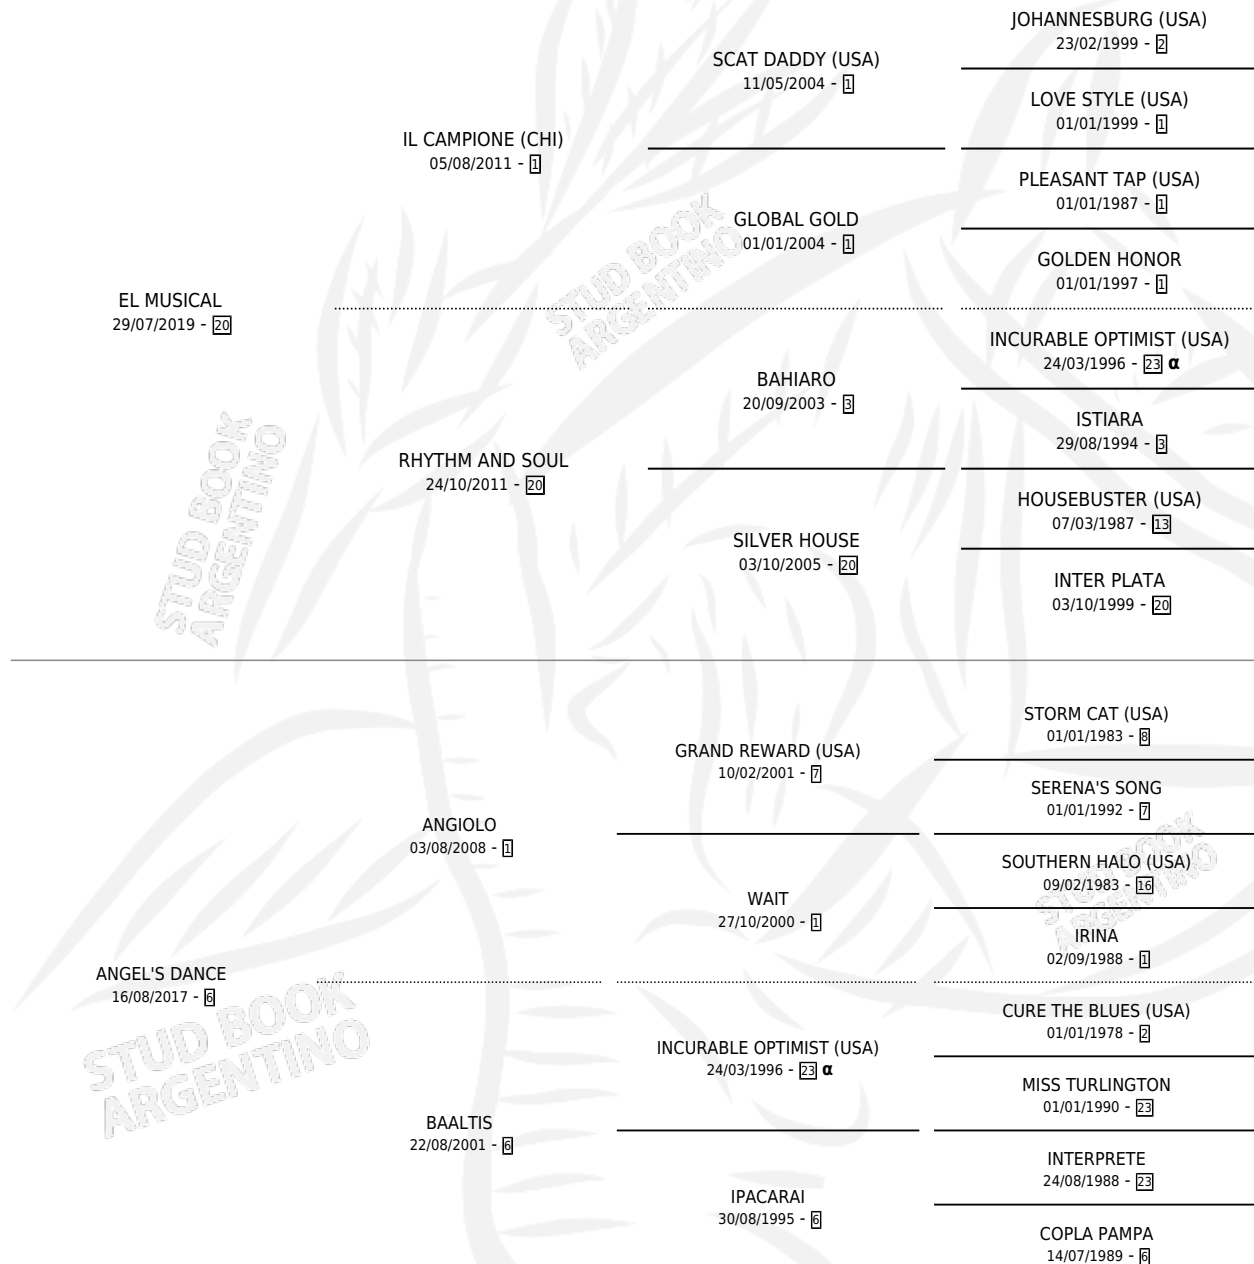 JOHANNESBURG (USA)
23/02/1999 - 2
SCAT DADDY (USA)
11/05/2004 - 1
LOVE STYLE (USA)
01/01/1999 - 1
IL CAMPIONE (CHI)
05/08/2011 - 1
PLEASANT TAP (USA)
01/01/1987 - 1
GLOBAL GOLD
01/01/2004 - 1
GOLDEN HONOR
01/01/1997 - 1
EL MUSICAL
29/07/2019 - 20
INCURABLE OPTIMIST (USA)
24/03/1996 - 23 α
BAHIARO
20/09/2003 - 3
ISTIARA
29/08/1994 - 3
RHYTHM AND SOUL
24/10/2011 - 20
HOUSEBUSTER (USA)
07/03/1987 - 13
SILVER HOUSE
03/10/2005 - 20
INTER PLATA
03/10/1999 - 20
STORM CAT (USA)
01/01/1983 - 8
GRAND REWARD (USA)
10/02/2001 - 7
SERENA'S SONG
01/01/1992 - 7
ANGIOLO
03/08/2008 - 1
SOUTHERN HALO (USA)
09/02/1983 - 16
WAIT
27/10/2000 - 1
IRINA
02/09/1988 - 1
ANGEL'S DANCE
16/08/2017 - 6
CURE THE BLUES (USA)
01/01/1978 - 2
INCURABLE OPTIMIST (USA)
24/03/1996 - 23 α
MISS TURLINGTON
01/01/1990 - 23
BAALTIS
22/08/2001 - 6
INTERPRETE
24/08/1988 - 23
IPACARAI
30/08/1995 - 6
COPLA PAMPA
14/07/1989 - 6
STUD BOOK
ARGENTINO
STUD BOOK
ARGENTINO
STUD BOOK
ARGENTINO
STUD BOOK
ARGENTINO